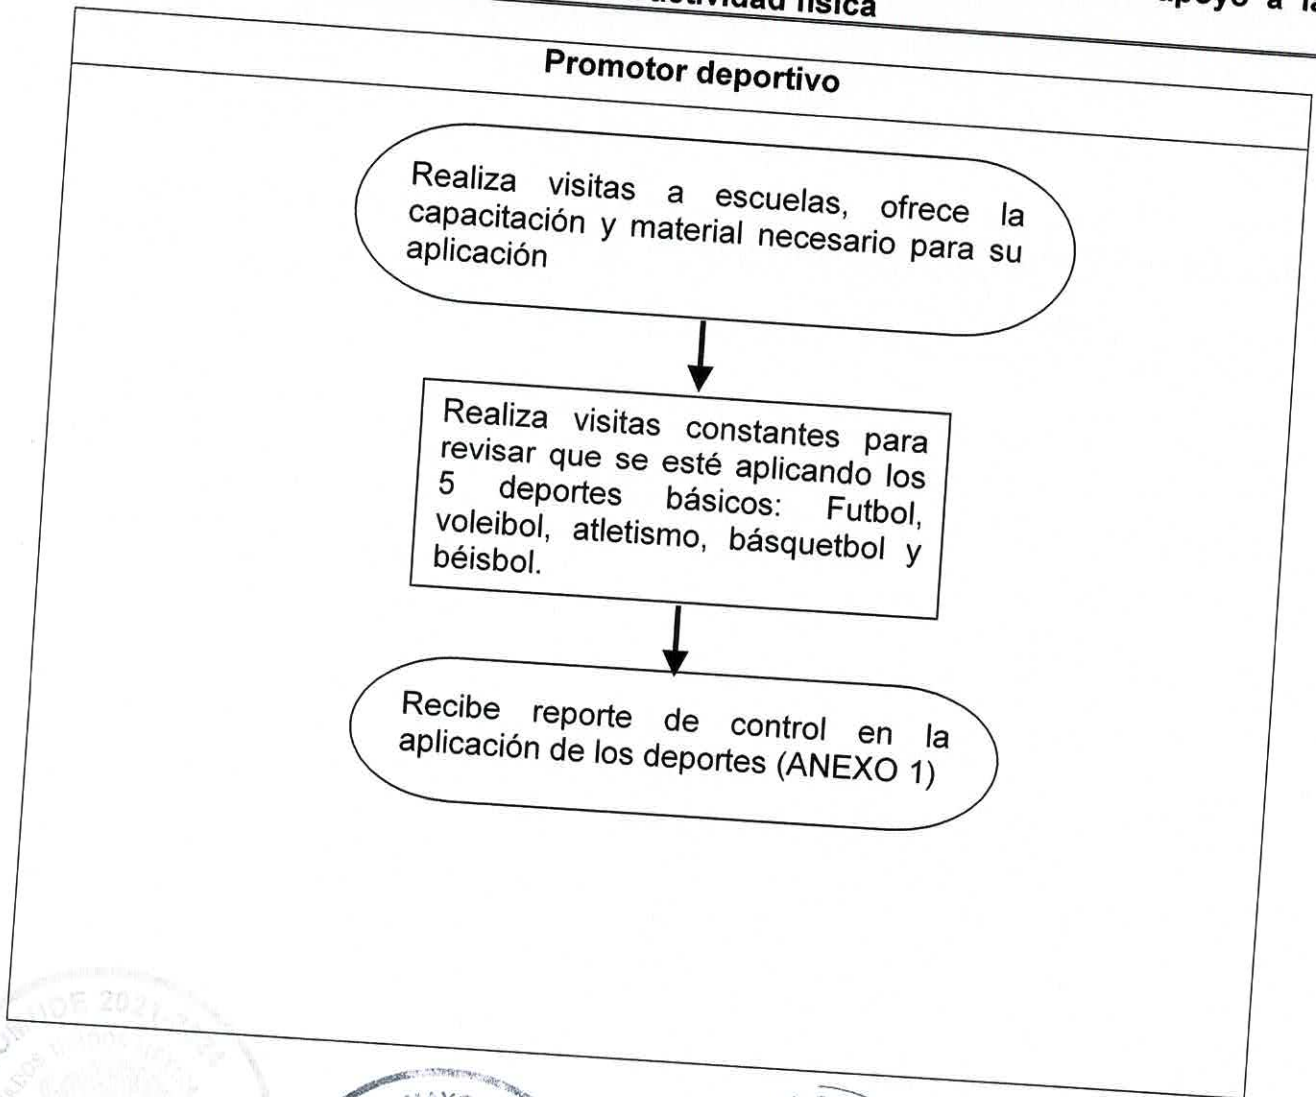 física apoyo a la
Promotor deportivo
Realiza visitas a escuelas, ofrece la
capacitación y material necesario para su
aplicación
Realiza visitas constantes para
revisar que se esté aplicando los
5 deportes básicos: Futbol,
voleibol, atletismo, básquetbol y
béisbol.
Recibe reporte de control en la
aplicación de los deportes (ANEXO 1)